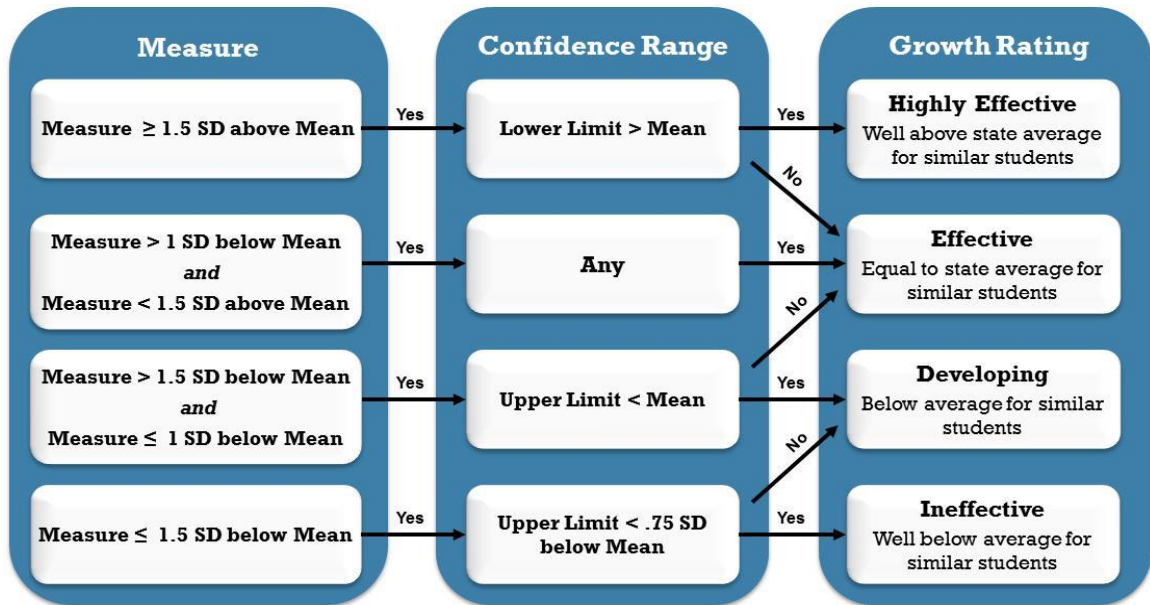 Measure
Confidence Range
Growth Rating
Measure ≥ 1.5 SD above Mean
Yes
Lower Limit > Mean
Yes
No
Highly Effective
Well above state average
for similar students
Measure > 1 SD below Mean
and
Measure < 1.5 SD above Mean
Yes
Any
Yes
Effective
Equal to state average for
similar students
Measure > 1.5 SD below Mean
and
Measure ≤ 1 SD below Mean
Yes
Upper Limit < Mean
No
Yes
Developing
Below average for similar
students
Measure ≤ 1.5 SD below Mean
Yes
Upper Limit < .75 SD
below Mean
No
Yes
Ineffective
Well below average for
similar students